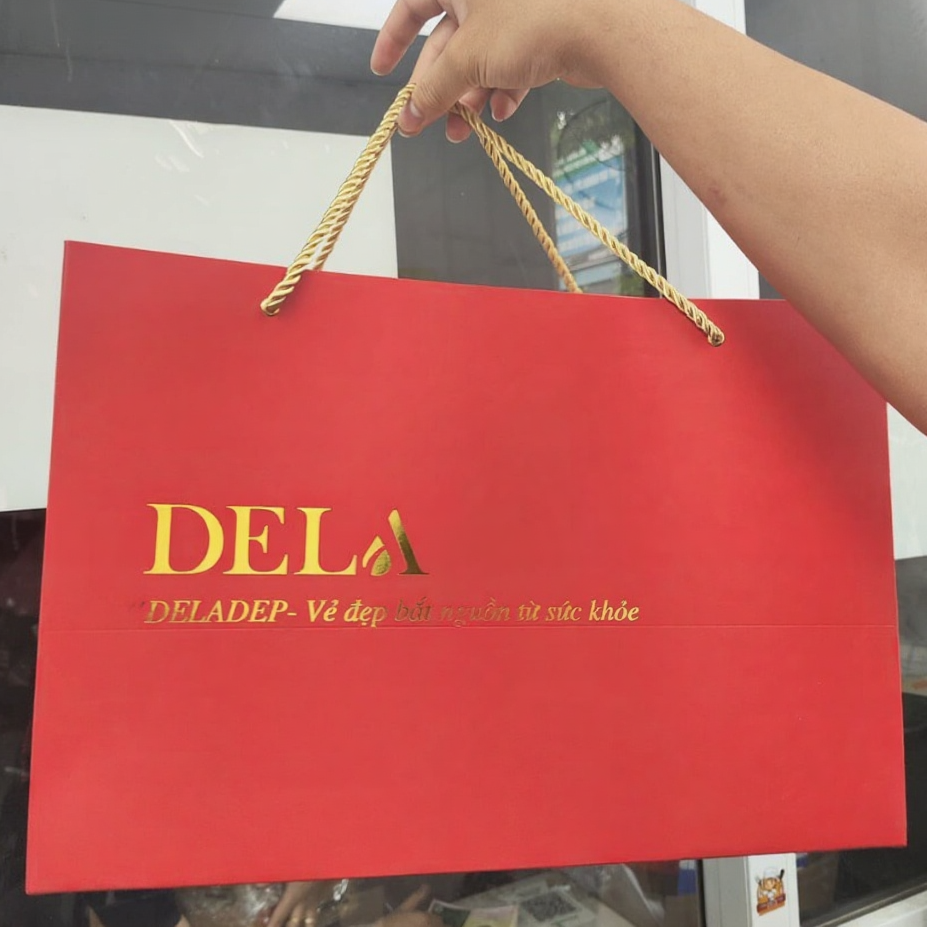 DELA
DELADEP- Vẻ đẹp bắt nguồn từ sức khỏe